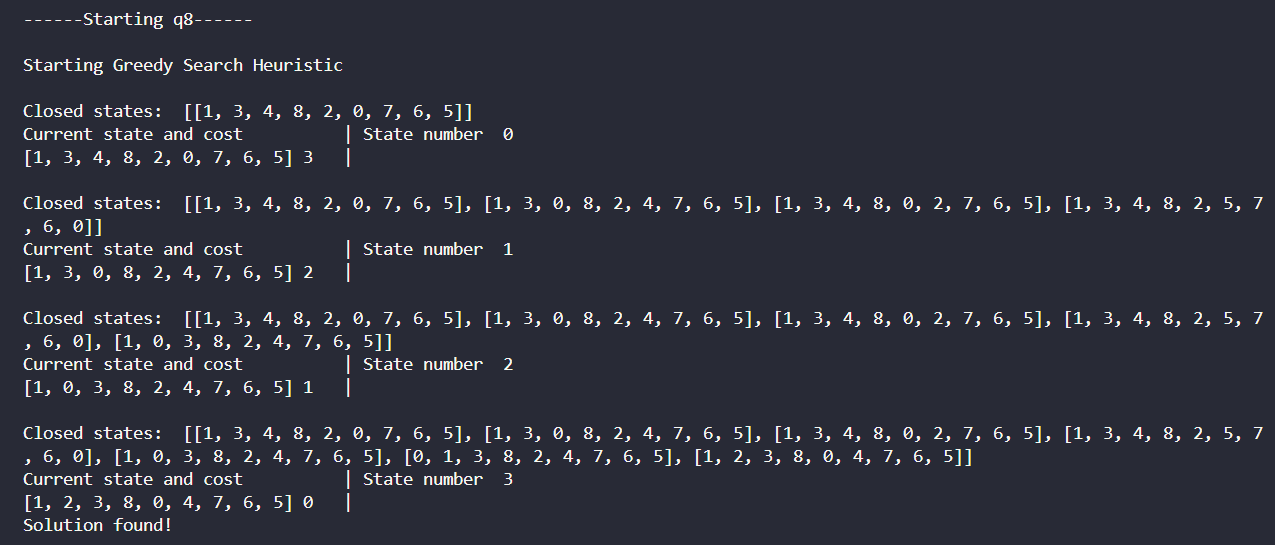 ------Starting q8------
Starting Greedy Search Heuristic
Closed states:  [[1, 3, 4, 8, 2, 0, 7, 6, 5]]
Current state and cost          | State number  0
[1, 3, 4, 8, 2, 0, 7, 6, 5] 3   |
Closed states:  [[1, 3, 4, 8, 2, 0, 7, 6, 5], [1, 3, 0, 8, 2, 4, 7, 6, 5], [1, 3, 4, 8, 0, 2, 7, 6, 5], [1, 3, 4, 8, 2, 5, 7
, 6, 0]]
Current state and cost          | State number  1
[1, 3, 0, 8, 2, 4, 7, 6, 5] 2   |
Closed states:  [[1, 3, 4, 8, 2, 0, 7, 6, 5], [1, 3, 0, 8, 2, 4, 7, 6, 5], [1, 3, 4, 8, 0, 2, 7, 6, 5], [1, 3, 4, 8, 2, 5, 7
, 6, 0], [1, 0, 3, 8, 2, 4, 7, 6, 5]]
Current state and cost          | State number  2
[1, 0, 3, 8, 2, 4, 7, 6, 5] 1   |
Closed states:  [[1, 3, 4, 8, 2, 0, 7, 6, 5], [1, 3, 0, 8, 2, 4, 7, 6, 5], [1, 3, 4, 8, 0, 2, 7, 6, 5], [1, 3, 4, 8, 2, 5, 7
, 6, 0], [1, 0, 3, 8, 2, 4, 7, 6, 5], [0, 1, 3, 8, 2, 4, 7, 6, 5], [1, 2, 3, 8, 0, 4, 7, 6, 5]]
Current state and cost          | State number  3
[1, 2, 3, 8, 0, 4, 7, 6, 5] 0   |
Solution found!